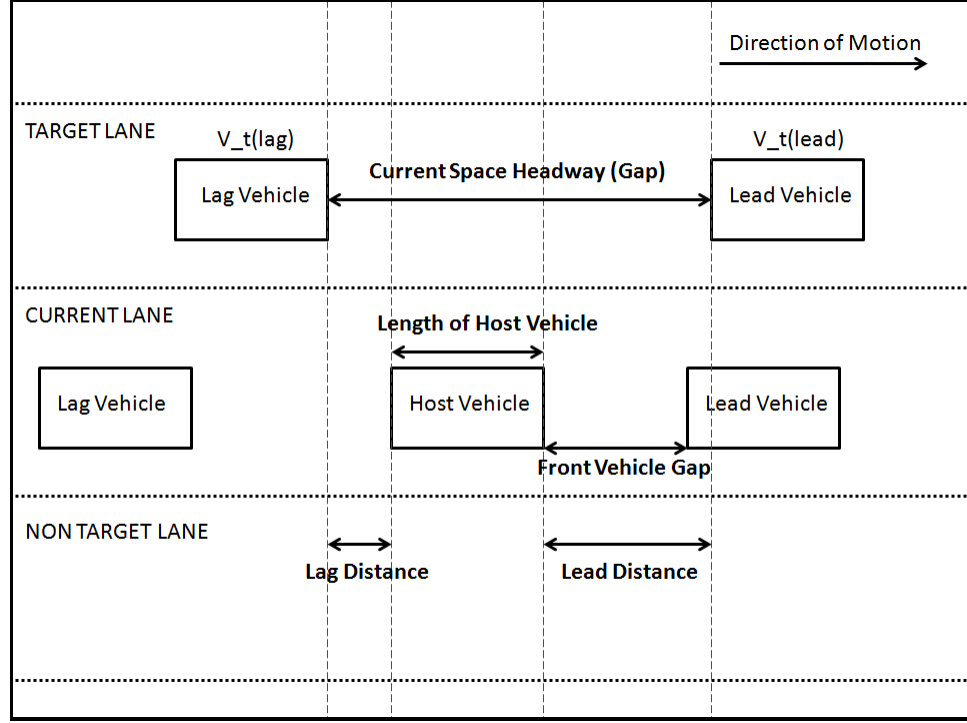 Direction of Motion
TARGET LANE
V_t(lag)
V_t(lead)
Current Space Headway (Gap)
Lag Vehicle
Lead Vehicle
CURRENT LANE
Length of Host Vehicle
Lag Vehicle
Host Vehicle
Lead Vehicle
Front Vehicle Gap
NON TARGET LANE
Lag Distance
Lead Distance